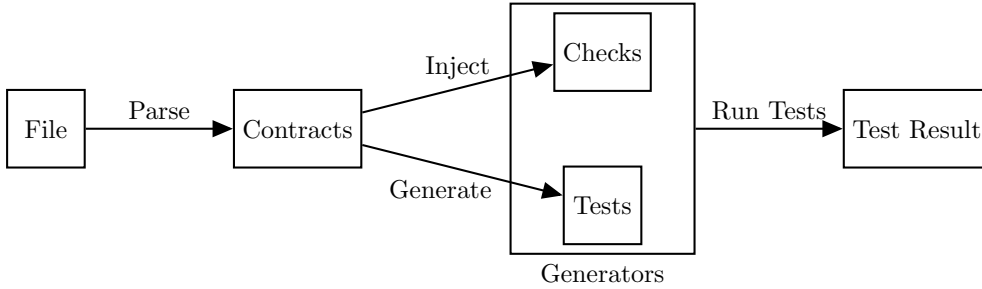 File
Parse
Contracts
Inject
Generate
Checks
Tests
Generators
Run Tests
Test Result